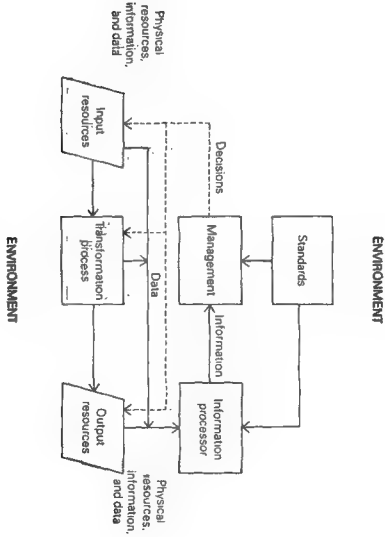 ENVIRONMENT
Standards
Management
Information
processor
Information
Decisions
Data
Physical
resources,
information,
and data
Input
resources
Transformation
process
Output
resources
Physical
resources,
information,
and data
ENVIRONMENT